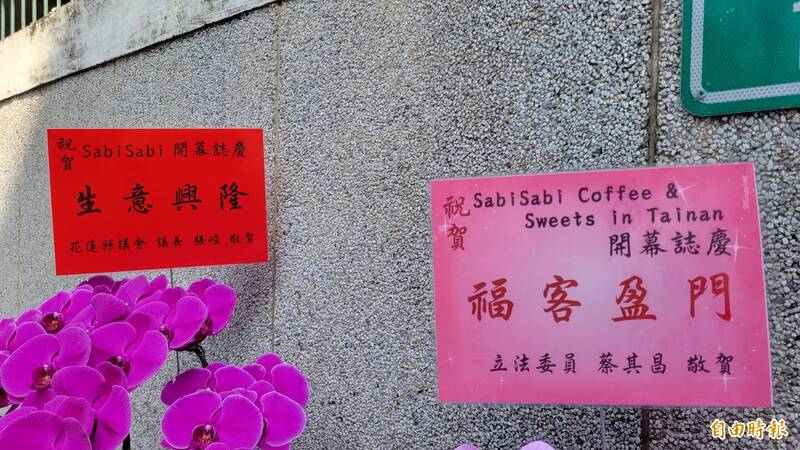 祝賀
SabiSabi 開幕誌慶
生意興隆
花蓮縣議會 議長 張峻 敬賀
祝賀
SabiSabi Coffee &
Sweets in Tainan
開幕誌慶
福客盈門
立法委員 蔡其昌 敬賀
自由時報